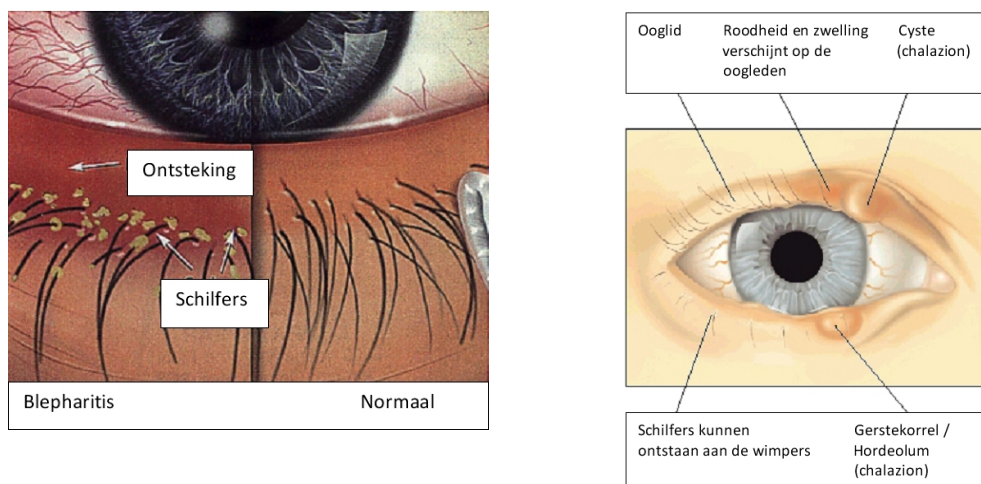 Ontsteking
Schilfers
Blepharitis
Normaal
Ooglid
Roodheid en zwelling
verschijnt op de
oogleden
Cyste
(chalazion)
Schilfers kunnen
ontstaan aan de wimpers
Gerstekorrel /
Hordeolum
(chalazion)